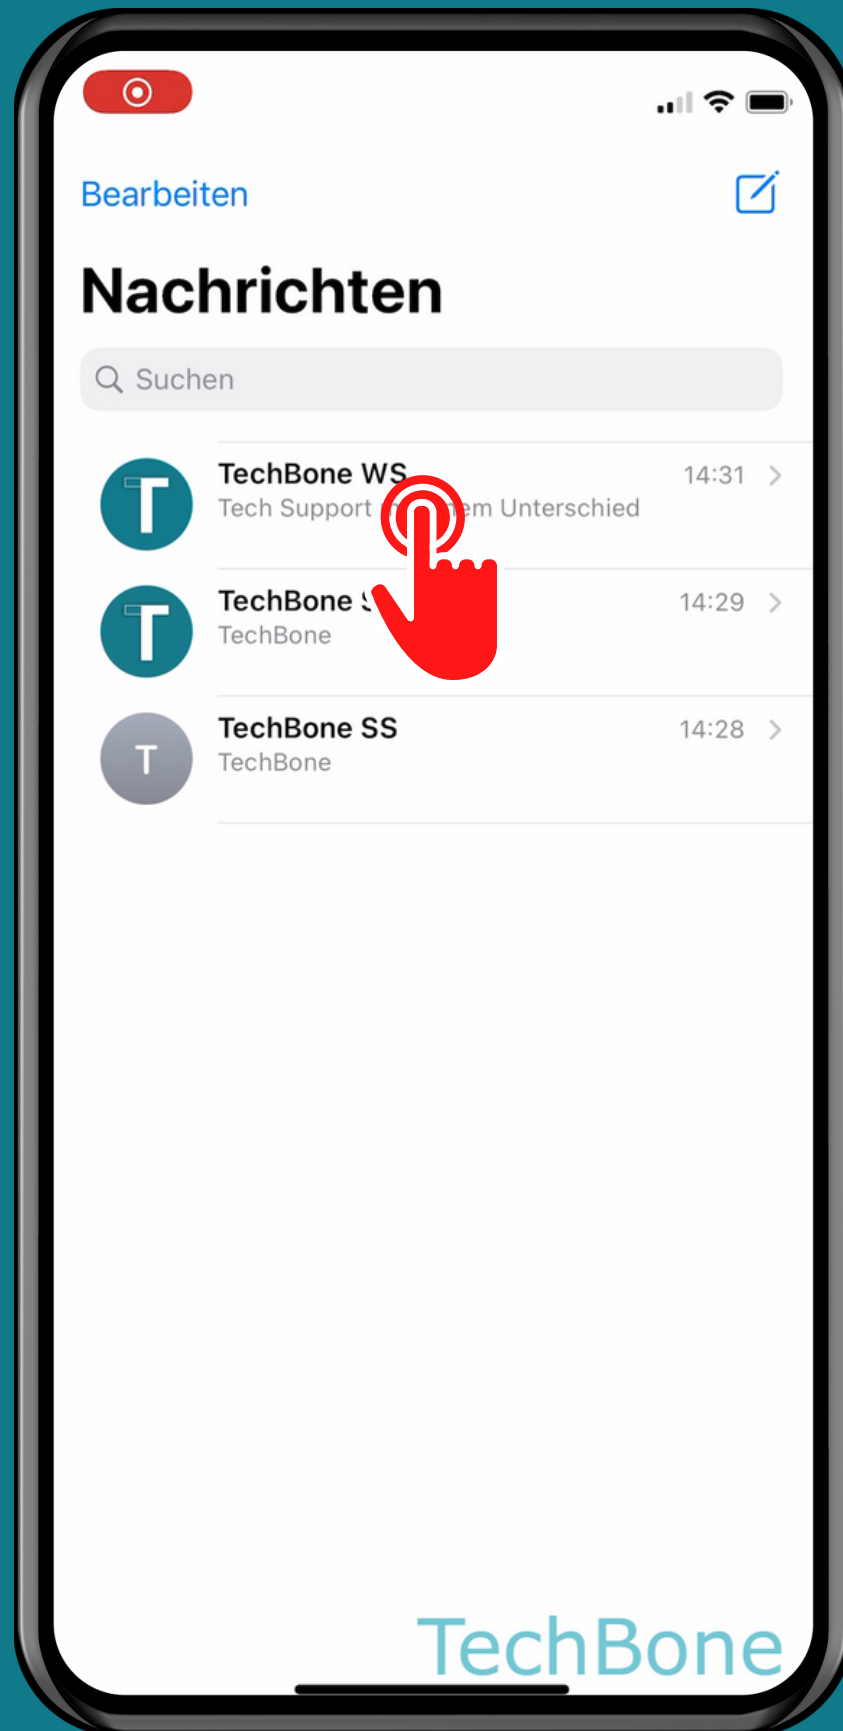 Bearbeiten
Nachrichten
Suchen
TechBone WS 14:31
Tech Support Unterschied
TechBone 14:29
TechBone
T
TechBone SS 14:28
TechBone
TechBone